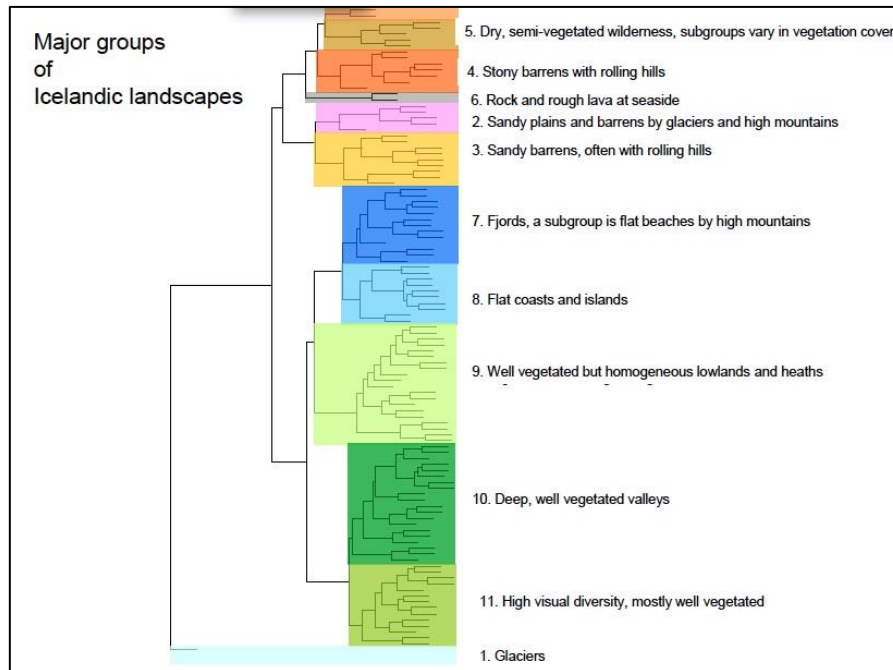 Major groups
of
Icelandic landscapes
5. Dry, semi-vegetated wilderness, subgroups vary in vegetation cover
4. Stony barrens with rolling hills
6. Rock and rough lava at seaside
2. Sandy plains and barrens by glaciers and high mountains
3. Sandy barrens, often with rolling hills
7. Fjords, a subgroup is flat beaches by high mountains
8. Flat coasts and islands
9. Well vegetated but homogeneous lowlands and heaths
10. Deep, well vegetated valleys
11. High visual diversity, mostly well vegetated
1. Glaciers